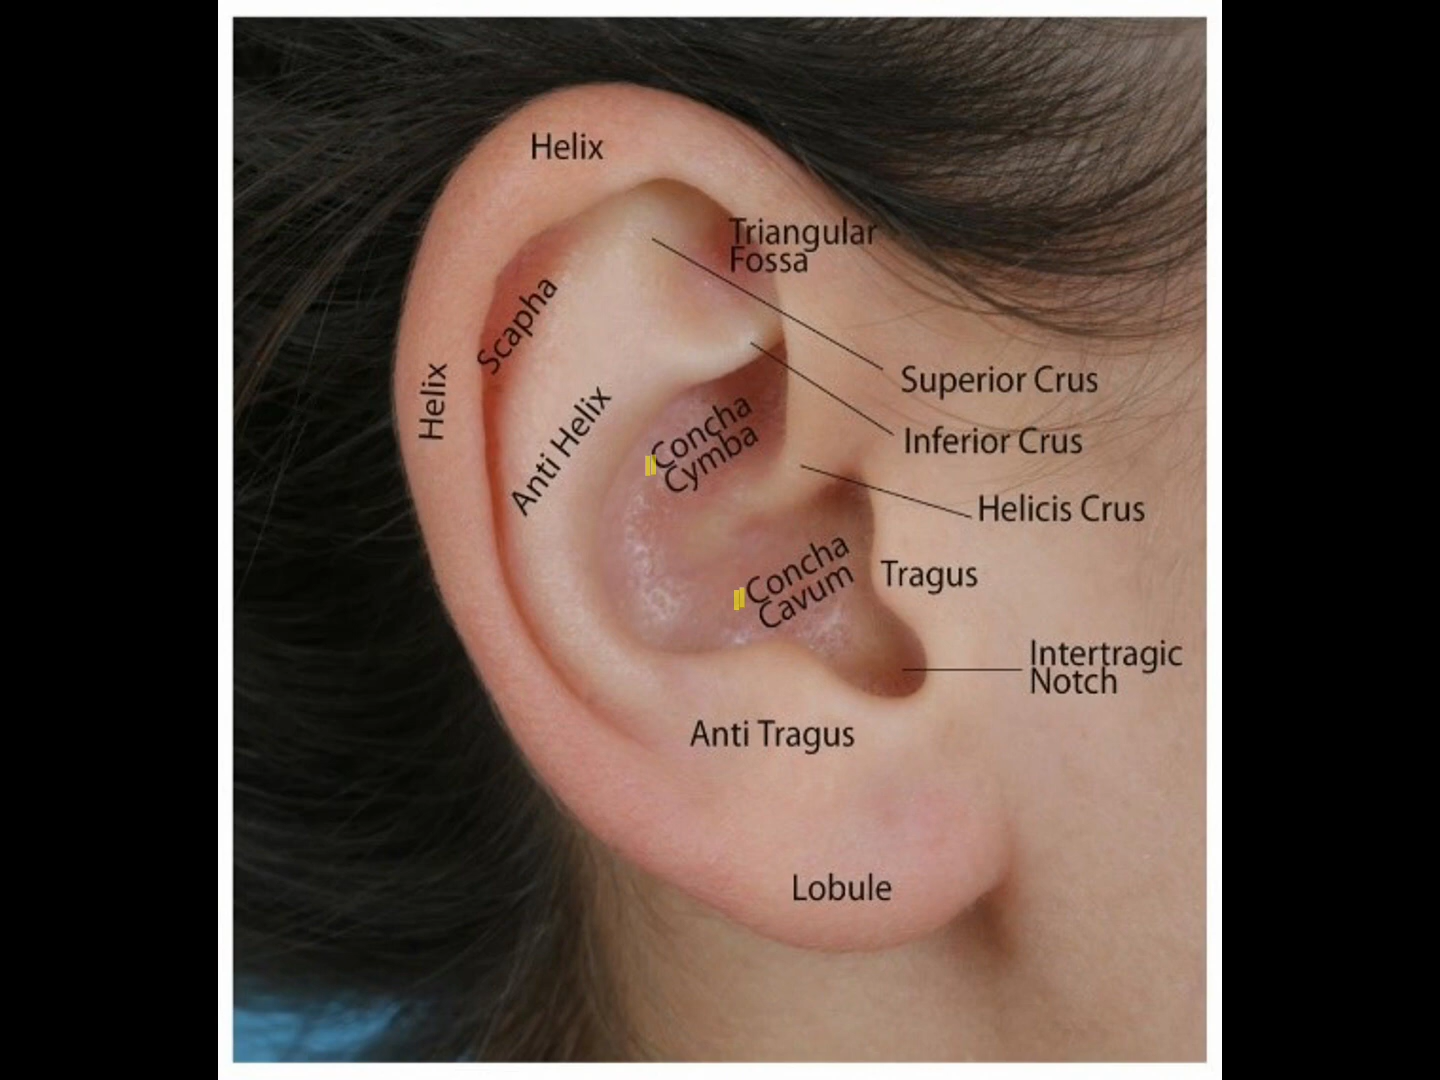 Helix
Triangular
Fossa
Scapha
Superior Crus
Helix
Anti Helix
Concha
Cymba
Inferior Crus
Helicis Crus
Concha
Cavum
Tragus
Intertragic
Notch
Anti Tragus
Lobule